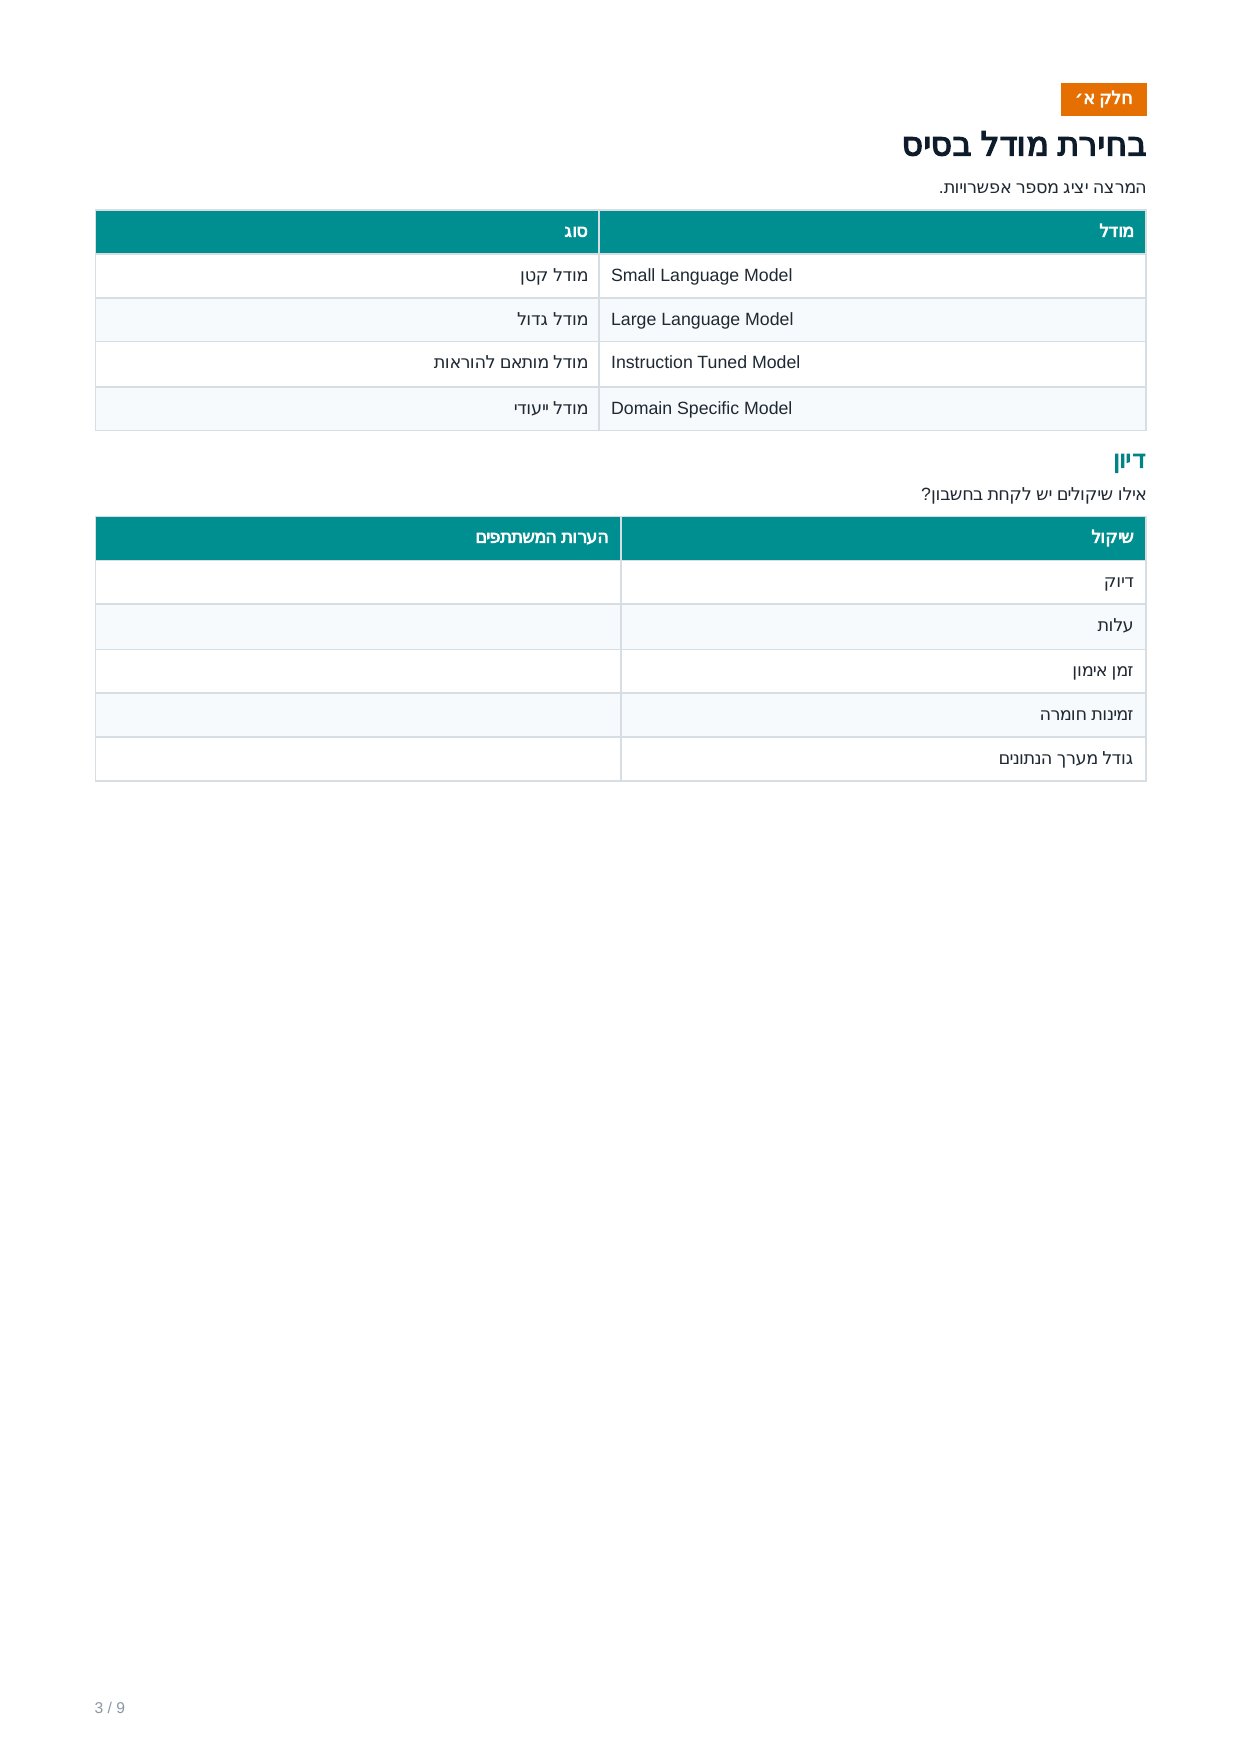 חלק א׳
בחירת מודל בסיס
המרצה יציג מספר אפשרויות.
מודל סוג
Small Language Model מודל קטן
Large Language Model מודל גדול
Instruction Tuned Model מודל מותאם להוראות
Domain Specific Model מודל ייעודי
דיון
אילו שיקולים יש לקחת בחשבון?
שיקול הערות המשתתפים
דיוק
עלות
זמן אימון
זמינות חומרה
גודל מערך הנתונים
3 / 9